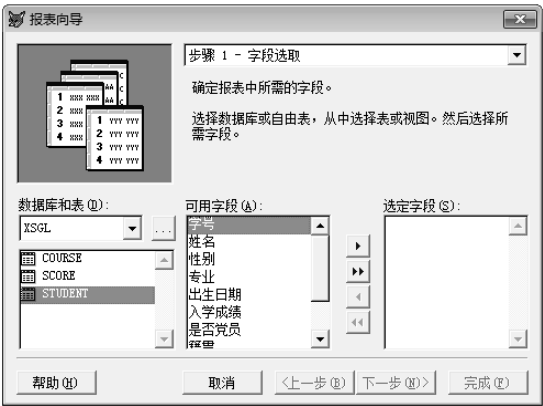 报表向导
步骤 1 - 字段选取
确定报表中所需的字段。
选择数据库或自由表，从中选择表或视图。然后选择所
需字段。
1 XXX XXX
2 XXX
3 XXX
4 XXX
AA C
C
C
1 YYY YYY
2 YYY YYY
3 YYY YYY
4 YYY YYY
数据库和表(D)：
XSGL
...
COURSE
SCORE
STUDENT
可用字段(A)：
学号
姓名
性别
专业
出生日期
入学成绩
是否党员
籍贯
选定字段(S)：
帮助(H)
取消
<上一步(B)
下一步(N)>
完成(F)